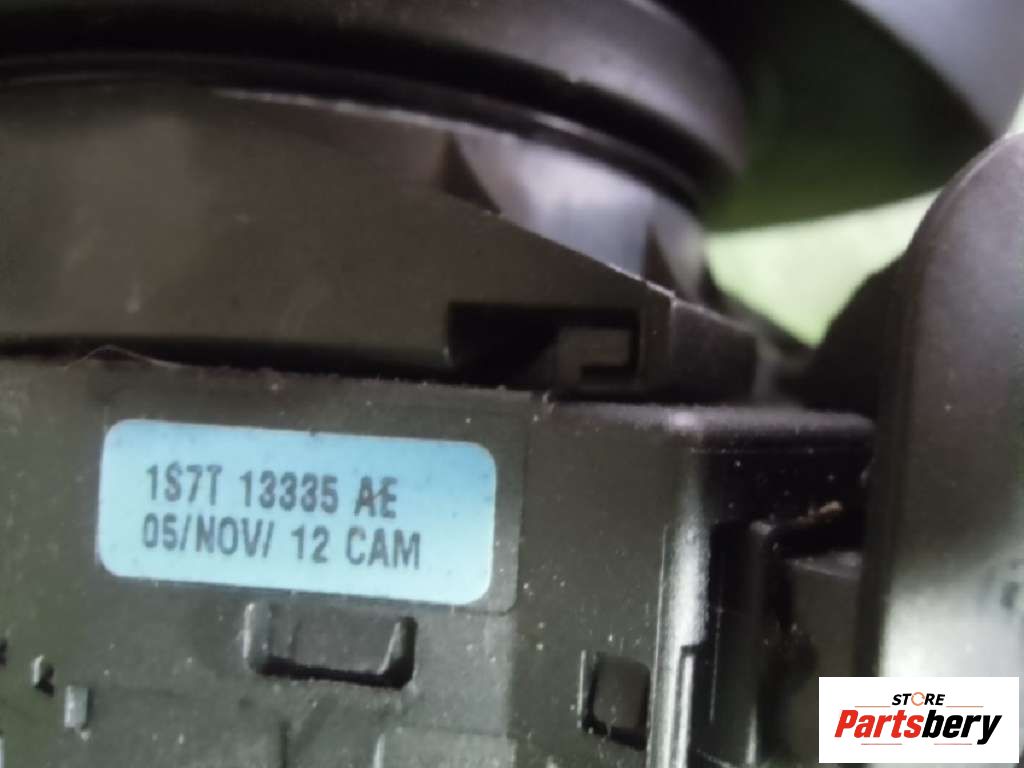 1S7T 13335 AE
05/NOV/ 12 CAM
STORE
Partsbery